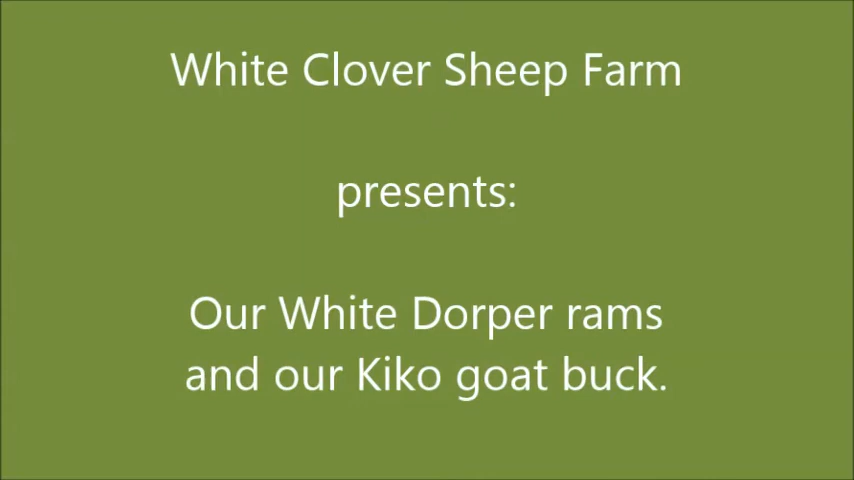 White Clover Sheep Farm
presents:
Our White Dorper rams
and our Kiko goat buck.